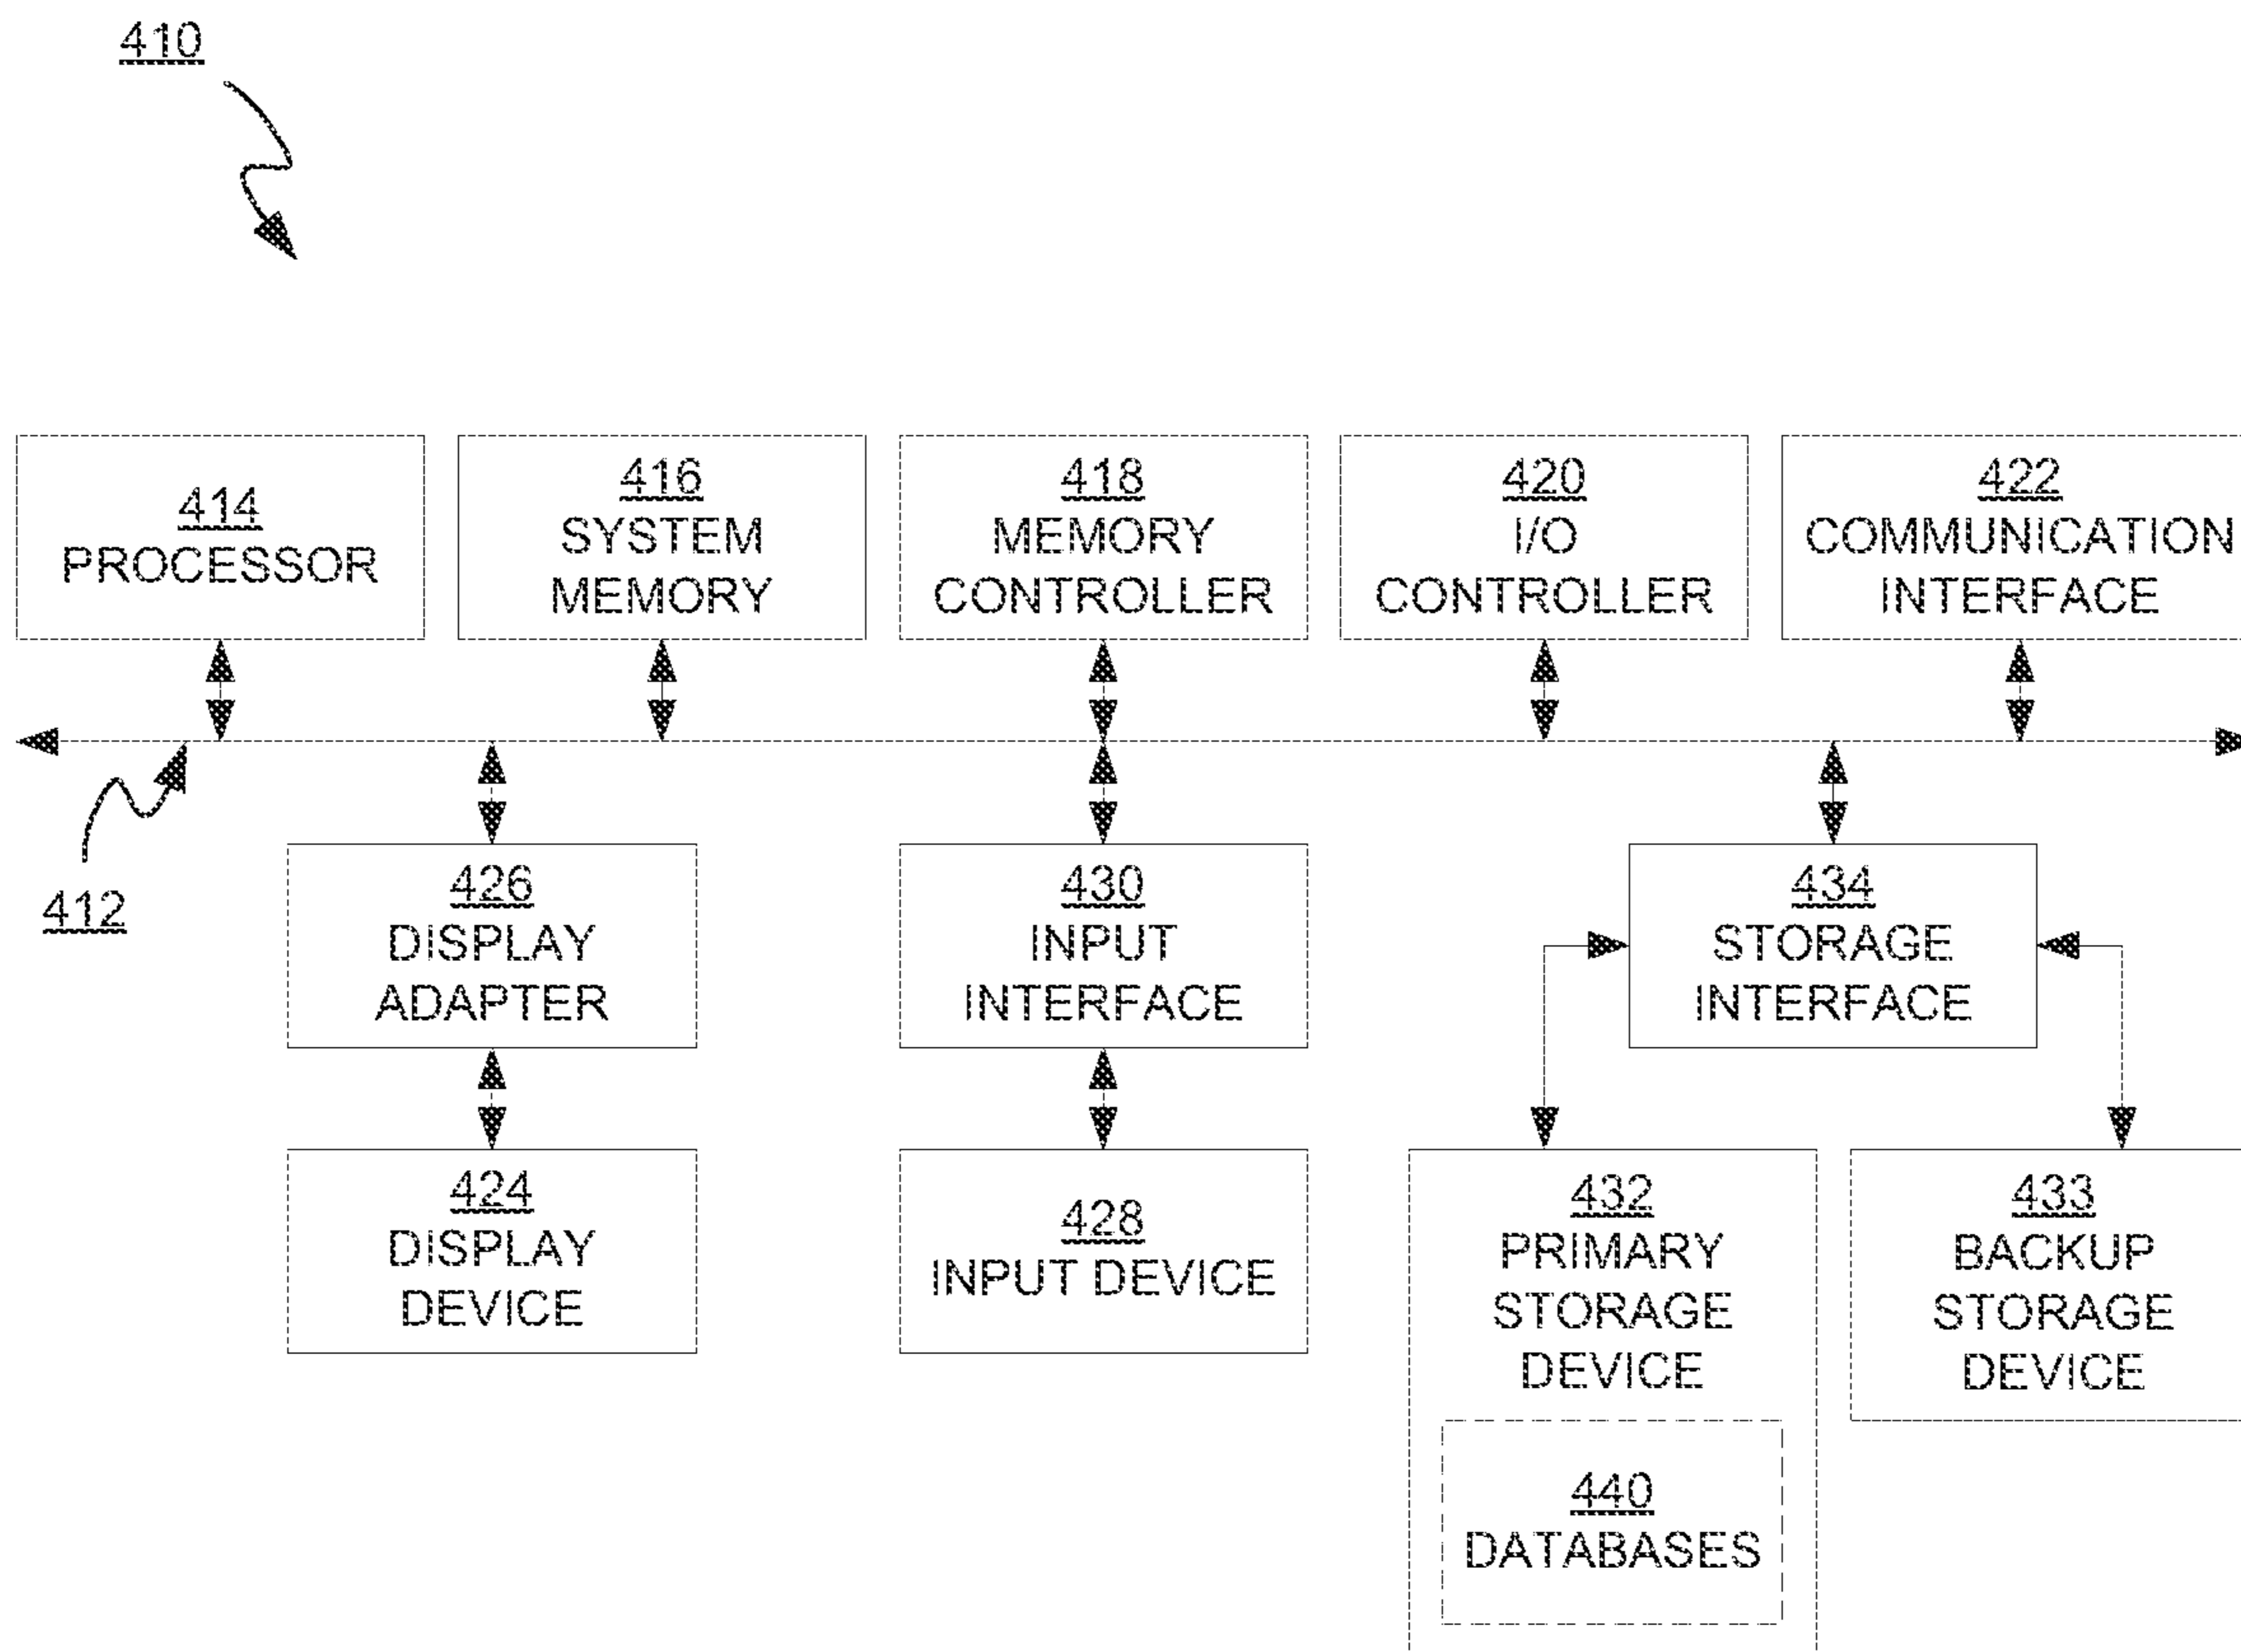 410
414
PROCESSOR
416
SYSTEM
MEMORY
418
MEMORY
CONTROLLER
420
I/O
CONTROLLER
422
COMMUNICATION
INTERFACE
412
426
DISPLAY
ADAPTER
430
INPUT
INTERFACE
434
STORAGE
INTERFACE
424
DISPLAY
DEVICE
428
INPUT DEVICE
432
PRIMARY
STORAGE
DEVICE
433
BACKUP
STORAGE
DEVICE
440
DATABASES